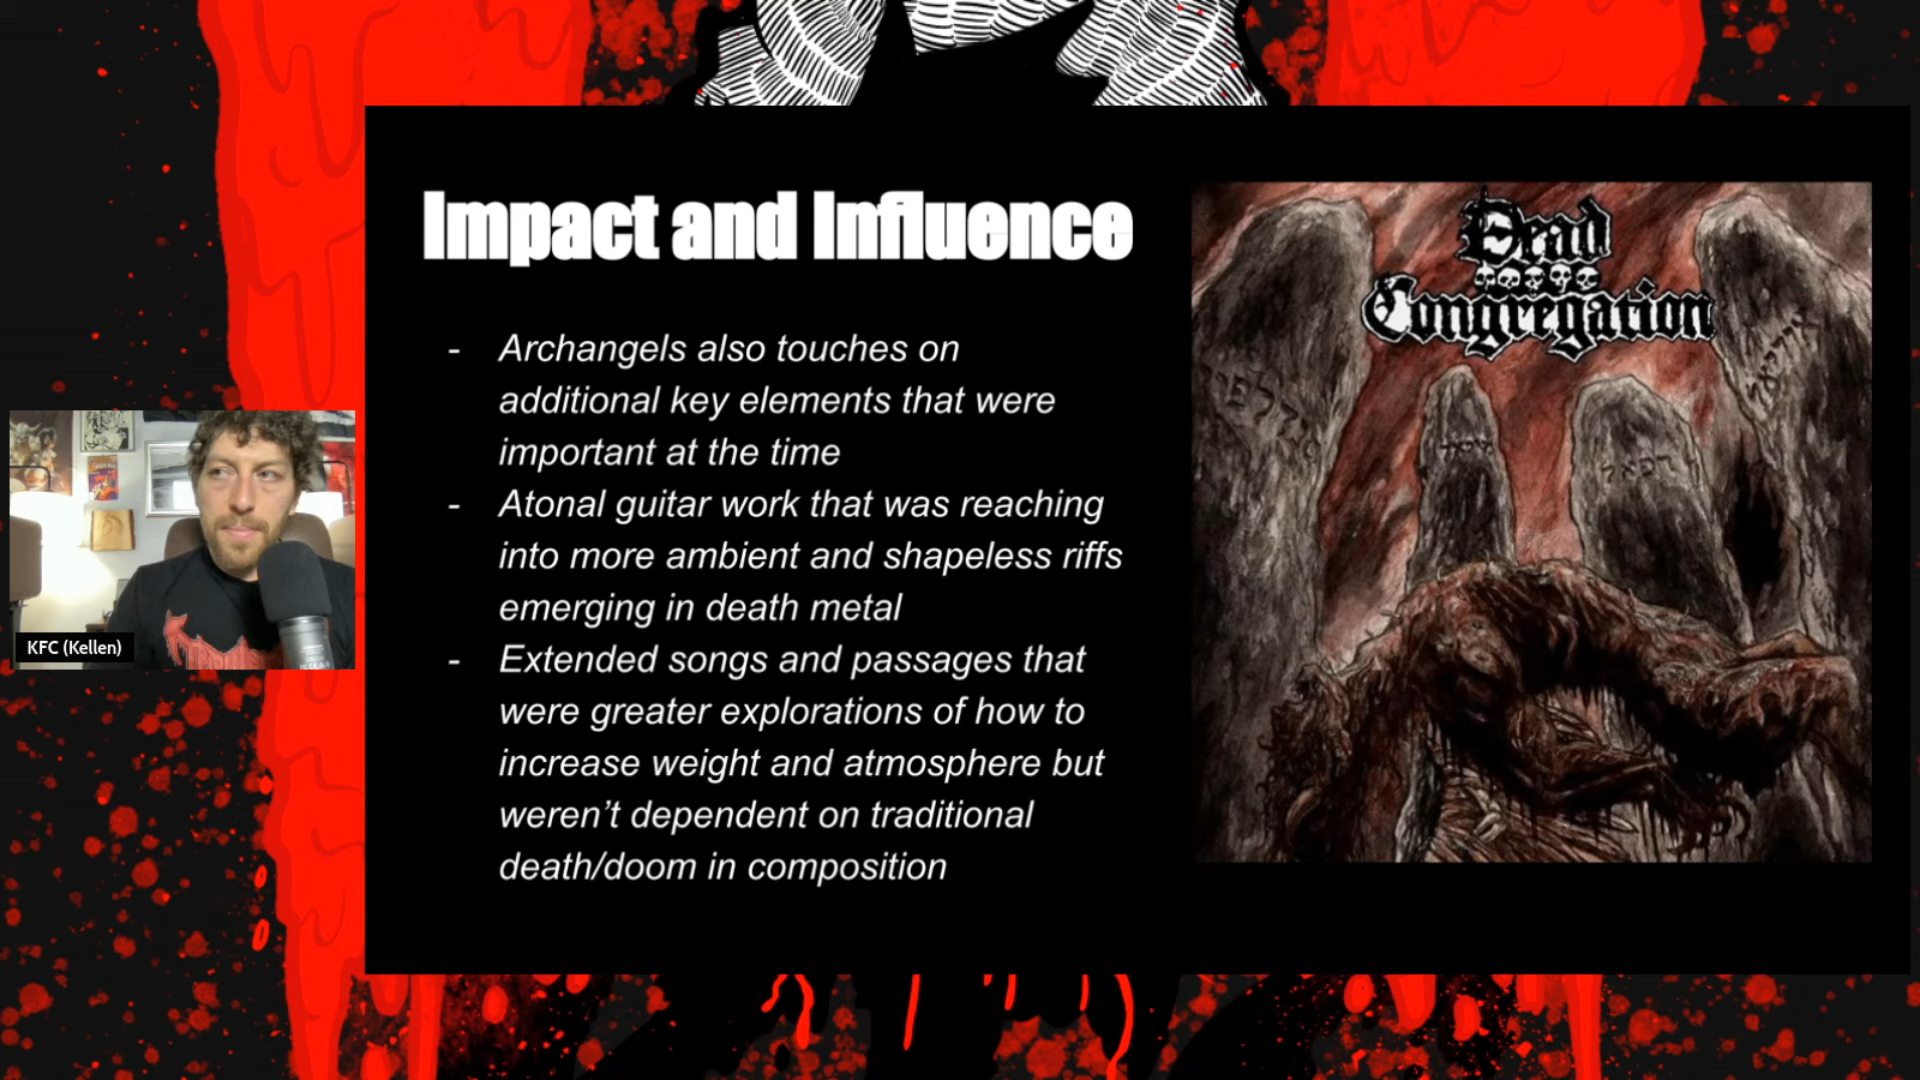 Impact and Influence
- Archangels also touches on
additional key elements that were
important at the time
- Atonal guitar work that was reaching
into more ambient and shapeless riffs
emerging in death metal
- Extended songs and passages that
were greater explorations of how to
increase weight and atmosphere but
weren’t dependent on traditional
death/doom in composition
Dead
Congregation
KFC (Kellen)